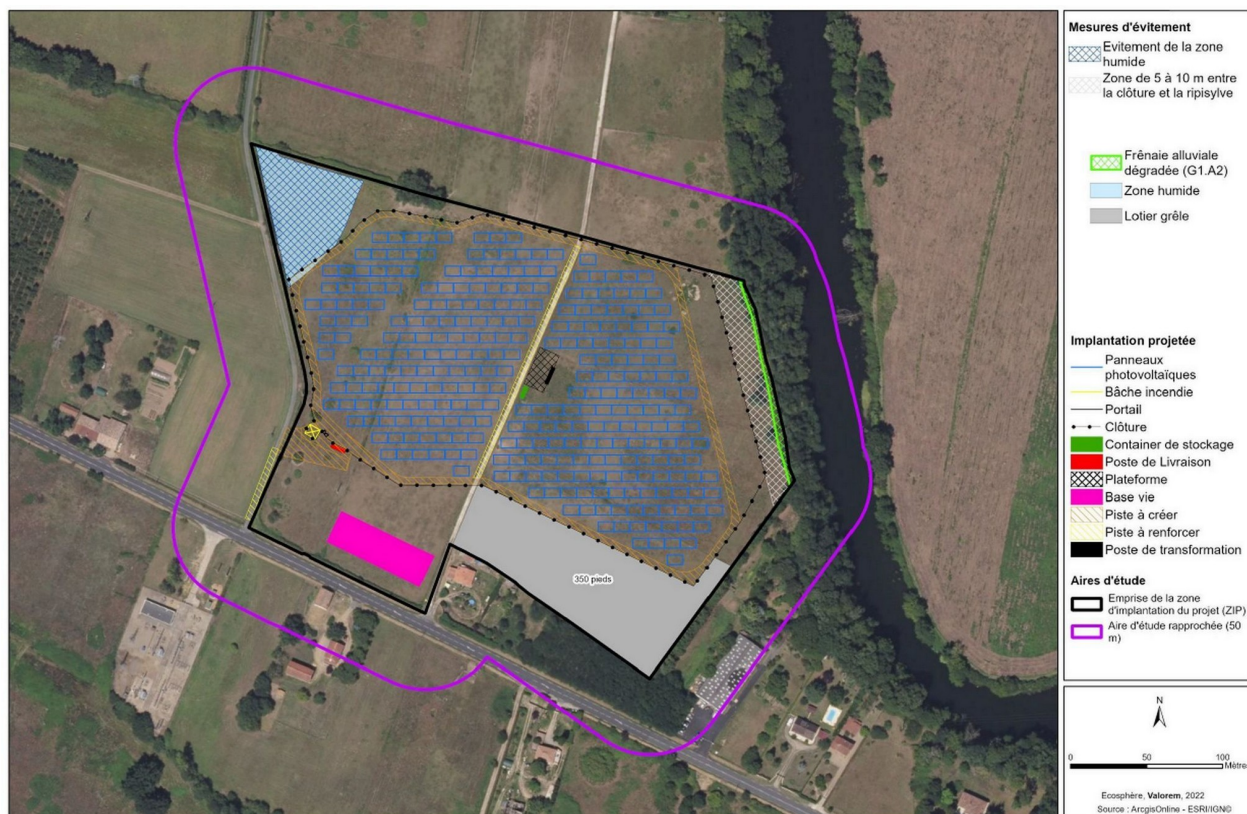 Mesures d'évitement
Evitement de la zone
humide
Zone de 5 à 10 m entre
la clôture et la ripisylve
Frênaie alluviale
dégradée (G1.A2)
Zone humide
Lotier grêle
Implantation projetée
Panneaux
photovoltaïques
Bâche incendie
Portail
Clôture
Container de stockage
Poste de Livraison
Plateforme
Base vie
Piste à créer
Piste à renforcer
Poste de transformation
Aires d'étude
Emprise de la zone
d'implantation du projet (ZIP)
Aire d'étude rapprochée (50
m)
350 pieds
N
0 50 100
Mètres
Ecosphère, Valorem, 2022
Source : ArcgisOnline - ESRI/IGN©